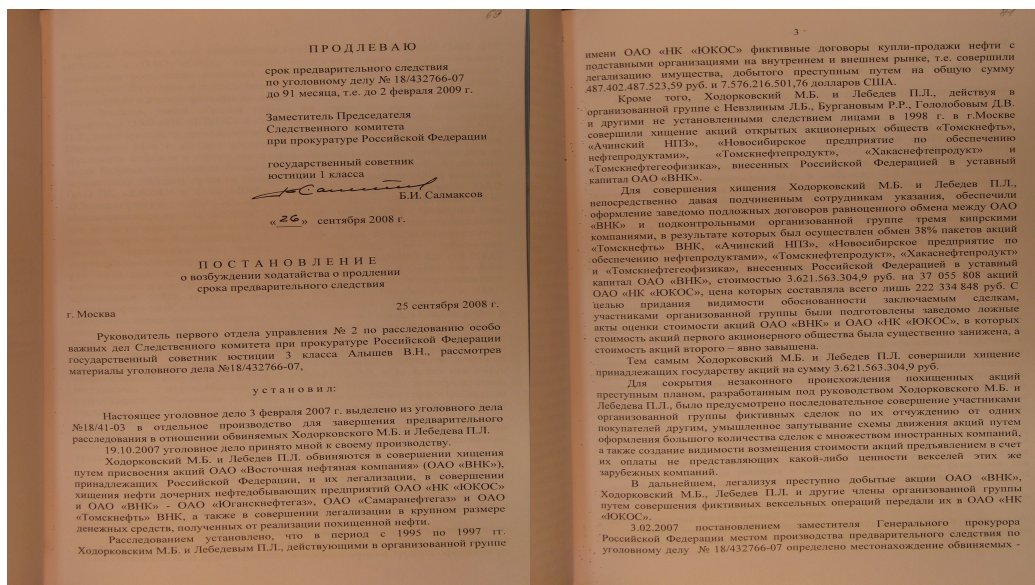 ПРОДЛЕВАЮ
срок предварительного следствия
по уголовному делу № 18/432766-07
до 91 месяца, т.е. до 2 февраля 2009 г.
Заместитель Председателя
Следственного комитета
при прокуратуре Российской Федерации
государственный советник
юстиции 1 класса
Б.И. Салмаксов
«26» сентября 2008 г.
ПОСТАНОВЛЕНИЕ
о возбуждении ходатайства о продлении
срока предварительного следствия
г. Москва 25 сентября 2008 г.
Руководитель первого отдела управления № 2 по расследованию особо
важных дел Следственного комитета при прокуратуре Российской Федерации
государственный советник юстиции 3 класса Алышев В.Н., рассмотрев
материалы уголовного дела №18/432766-07,
установил:
Настоящее уголовное дело 3 февраля 2007 г. выделено из уголовного дела
№18/41-03 в отдельное производство для завершения предварительного
расследования в отношении обвиняемых Ходорковского М.Б. и Лебедева П.Л.
19.10.2007 уголовное дело принято мной к своему производству.
Ходорковский М.Б. и Лебедев П.Л. обвиняются в совершении хищения
путем присвоения акций ОАО «Восточная нефтяная компания» (ОАО «ВНК»),
принадлежащих Российской Федерации, и их легализации, в совершении
хищения нефти дочерних нефтедобывающих предприятий ОАО «НК «ЮКОС»
и ОАО «ВНК» - ОАО «Юганскнефтегаз», ОАО «Самаранефтегаз» и ОАО
«Томскнефть» ВНК, а также в совершении легализации в крупном размере
денежных средств, полученных от реализации похищенной нефти.
Расследованием установлено, что в период с 1995 по 1997 гг.
Ходорковским М.Б. и Лебедевым П.Л., действующими в организованной группе
3
имени ОАО «НК «ЮКОС» фиктивные договоры купли-продажи нефти с
подставными организациями на внутреннем и внешнем рынке, т.е. совершили
легализацию имущества, добытого преступным путем на общую сумму
487.402.487.523,59 руб. и 7.576.216.501,76 долларов США.
Кроме того, Ходорковский М.Б. и Лебедев П.Л., действуя в
организованной группе с Невзлиным Л.Б., Бургановым Р.Р., Гололобовым Д.В.
и другими не установленными следствием лицами в 1998 г. в г.Москве
совершили хищение акций открытых акционерных обществ «Томскнефть»,
«Ачинский НПЗ», «Новосибирское предприятие по обеспечению
нефтепродуктами», «Томскнефтепродукт», «Хакаснефтепродукт» и
«Томскнефтегеофизика», внесенных Российской Федерацией в уставный
капитал ОАО «ВНК».
Для совершения хищения Ходорковский М.Б. и Лебедев П.Л.,
непосредственно давая подчиненным сотрудникам указания, обеспечили
оформление заведомо подложных договоров равноценного обмена между ОАО
«ВНК» и подконтрольными организованной группе тремя кипрскими
компаниями, в результате которых был осуществлен обмен 38% пакетов акций
«Томскнефть» ВНК, «Ачинский НПЗ», «Новосибирское предприятие по
обеспечению нефтепродуктами», «Томскнефтепродукт», «Хакаснефтепродукт»
и «Томскнефтегеофизика», внесенных Российской Федерацией в уставный
капитал ОАО «ВНК», стоимостью 3.621.563.304,9 руб. на 37 055 808 акций
ОАО «НК «ЮКОС», цена которых составляла всего лишь 222 334 848 руб. С
целью придания видимости обоснованности заключаемым сделкам,
участниками организованной группы были подготовлены заведомо ложные
акты оценки стоимости акций ОАО «ВНК» и ОАО «НК «ЮКОС», в которых
стоимость акций первого акционерного общества была существенно занижена, а
стоимость акций второго – явно завышена.
Тем самым Ходорковский М.Б. и Лебедев П.Л. совершили хищение
принадлежащих государству акций на сумму 3.621.563.304,9 руб.
Для сокрытия незаконного происхождения похищенных акций
преступным планом, разработанным под руководством Ходорковского М.Б. и
Лебедева П.Л., было предусмотрено последовательное совершение участниками
организованной группы фиктивных сделок по их отчуждению от одних
покупателей другим, умышленное запутывание схемы движения акций путем
оформления большого количества сделок с множеством иностранных компаний,
а также создание видимости возмещения стоимости акций предъявлением в счет
их оплаты не представляющих какой-либо ценности векселей этих же
зарубежных компаний.
В дальнейшем, легализуя преступно добытые акции ОАО «ВНК»,
Ходорковский М.Б., Лебедев П.Л. и другие члены организованной группы
путем совершения фиктивных вексельных операций передали их в ОАО «НК
«ЮКОС».
3.02.2007 постановлением заместителя Генерального прокурора
Российской Федерации местом производства предварительного следствия по
уголовному делу № 18/432766-07 определено местонахождение обвиняемых -